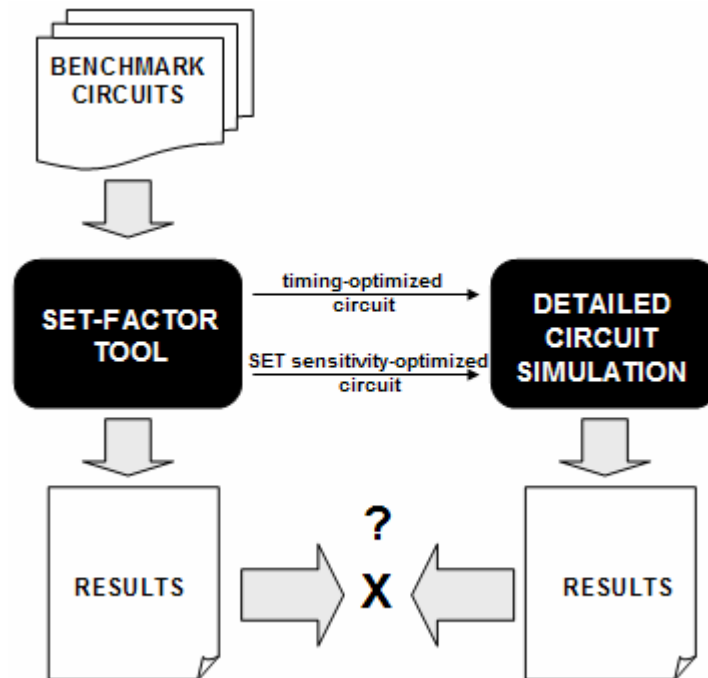 BENCHMARK
CIRCUITS
SET-FACTOR
TOOL
timing-optimized
circuit
SET sensitivity-optimized
circuit
DETAILED
CIRCUIT
SIMULATION
RESULTS
?
X
RESULTS